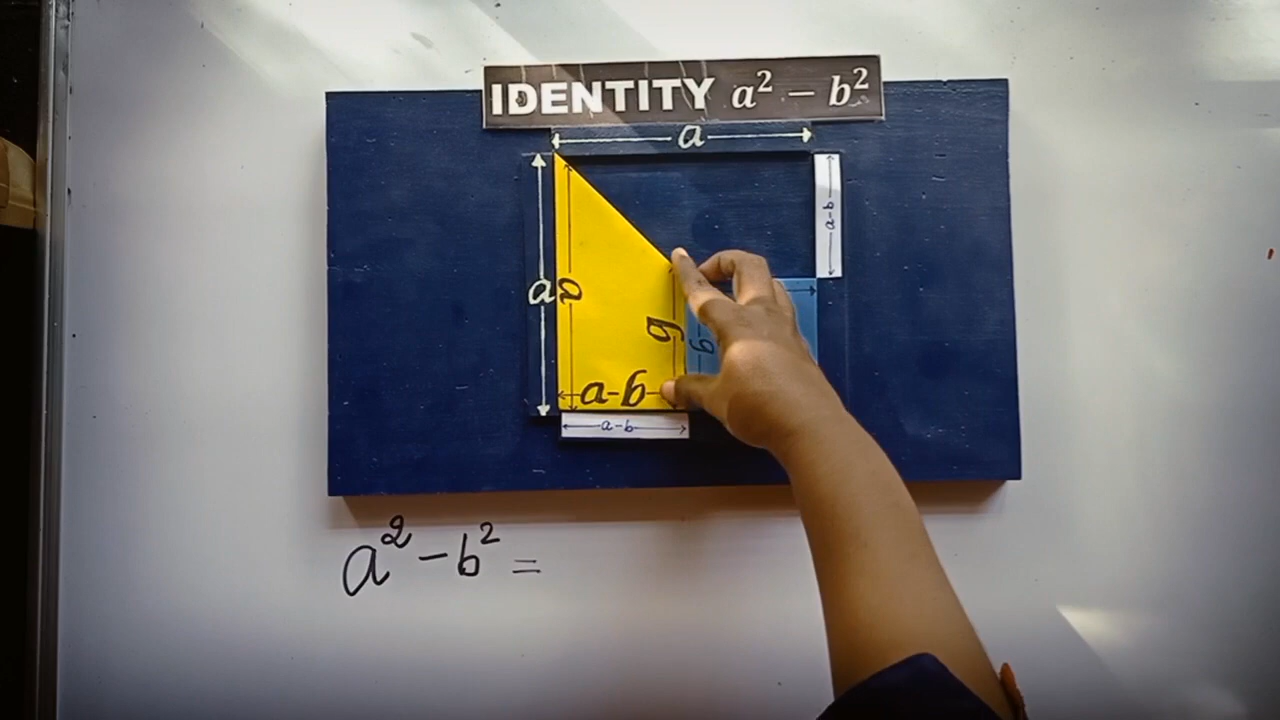 IDENTITY a² − b²
a
a-b
a
a
b
b
a-b
a-b
a² - b² =